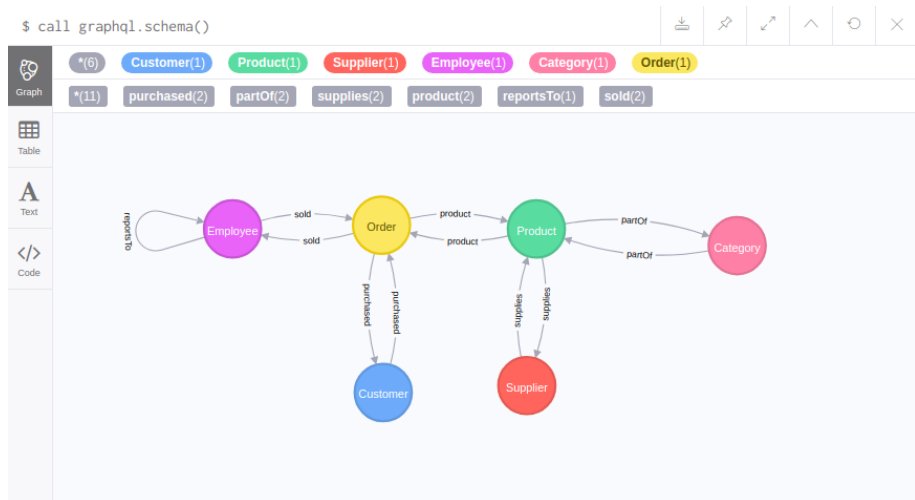 $ call graphql.schema()
Graph
Table
Text
Code
*(6) Customer(1) Product(1) Supplier(1) Employee(1) Category(1) Order(1)
*(11) purchased(2) partOf(2) supplies(2) product(2) reportsTo(1) sold(2)
reportsTo
Employee
sold
sold
Order
product
product
Product
partOf
partOf
Category
purchased
purchased
supplies
supplies
Customer
Supplier